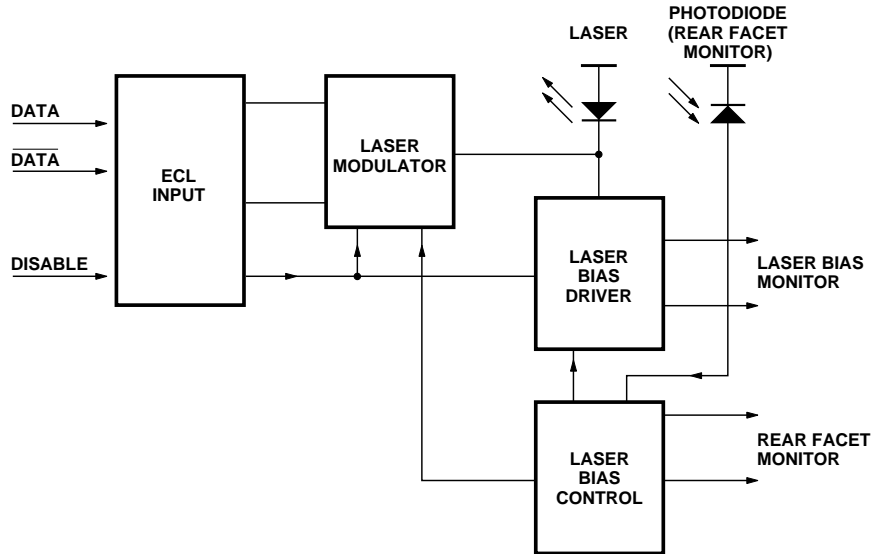 PHOTODIODE
(REAR FACET
MONITOR)
LASER
DATA
DATA
DISABLE
ECL
INPUT
LASER
MODULATOR
LASER
BIAS
DRIVER
LASER BIAS
MONITOR
LASER
BIAS
CONTROL
REAR FACET
MONITOR